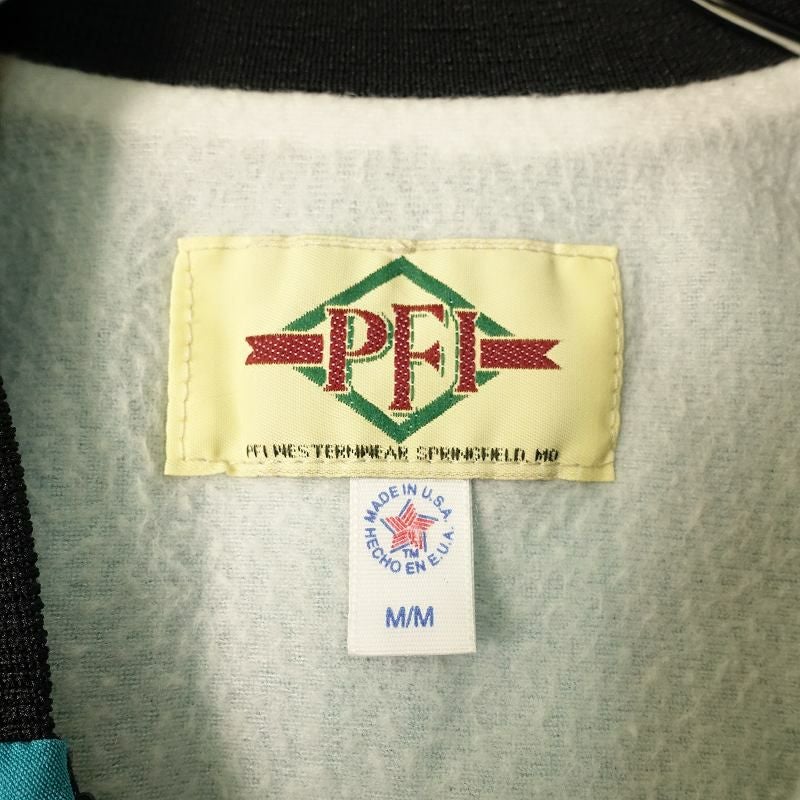 PFI
PFI WESTERNWEAR SPRINGFIELD, MO
MADE IN U.S.A.
TM
HECHO EN E.U.A.
M/M